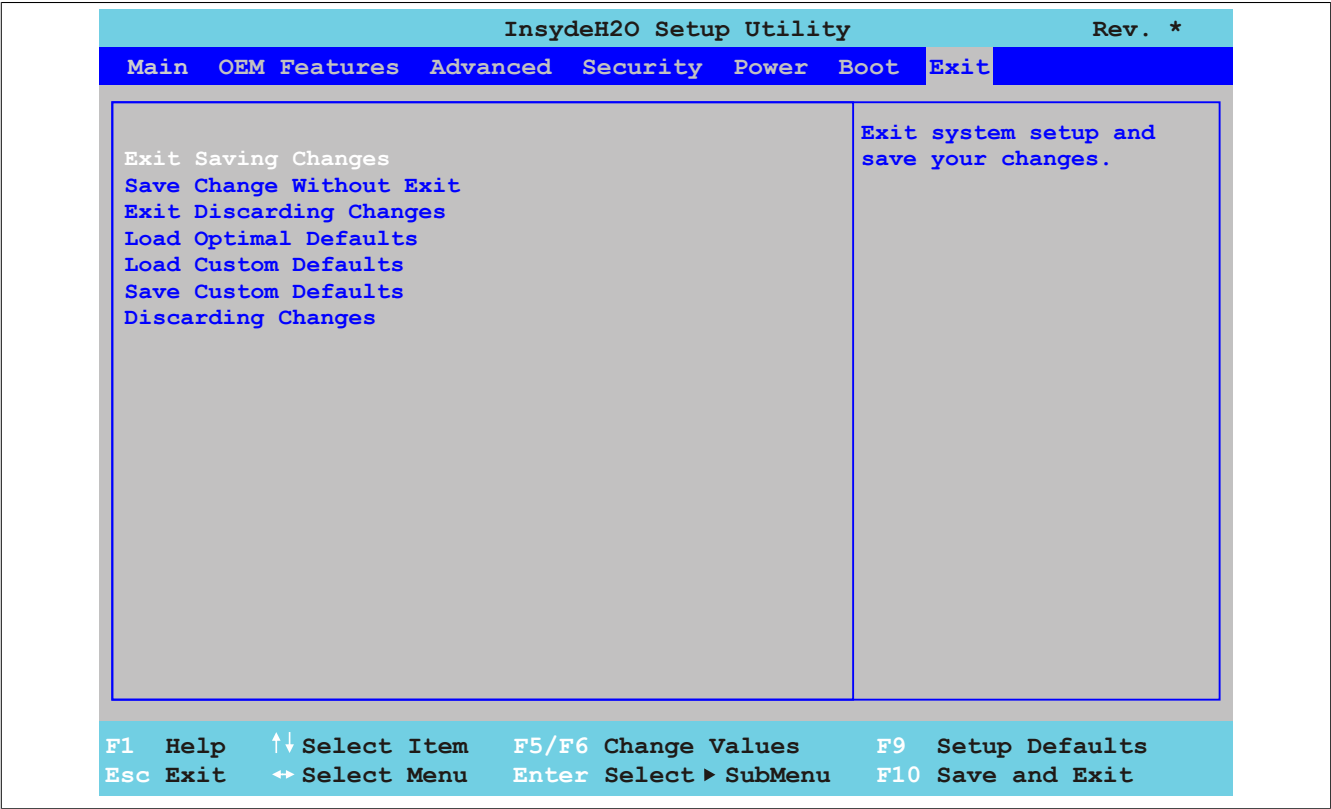 InsydeH2O Setup Utility Rev. *
Main OEM Features Advanced Security Power Boot Exit
Exit Saving Changes
Save Change Without Exit
Exit Discarding Changes
Load Optimal Defaults
Load Custom Defaults
Save Custom Defaults
Discarding Changes
Exit system setup and
save your changes.
F1 Help ↑↓ Select Item F5/F6 Change Values F9 Setup Defaults
Esc Exit ↔ Select Menu Enter Select ▶ SubMenu F10 Save and Exit